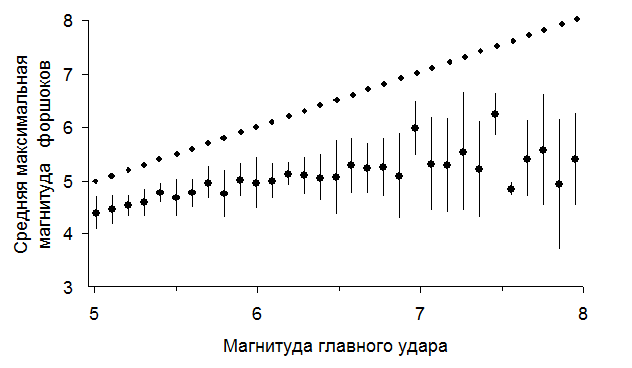 Средняя максимальная
магнитуда форшоков
8
7
6
5
4
3
5 6 7 8
Магнитуда главного удара